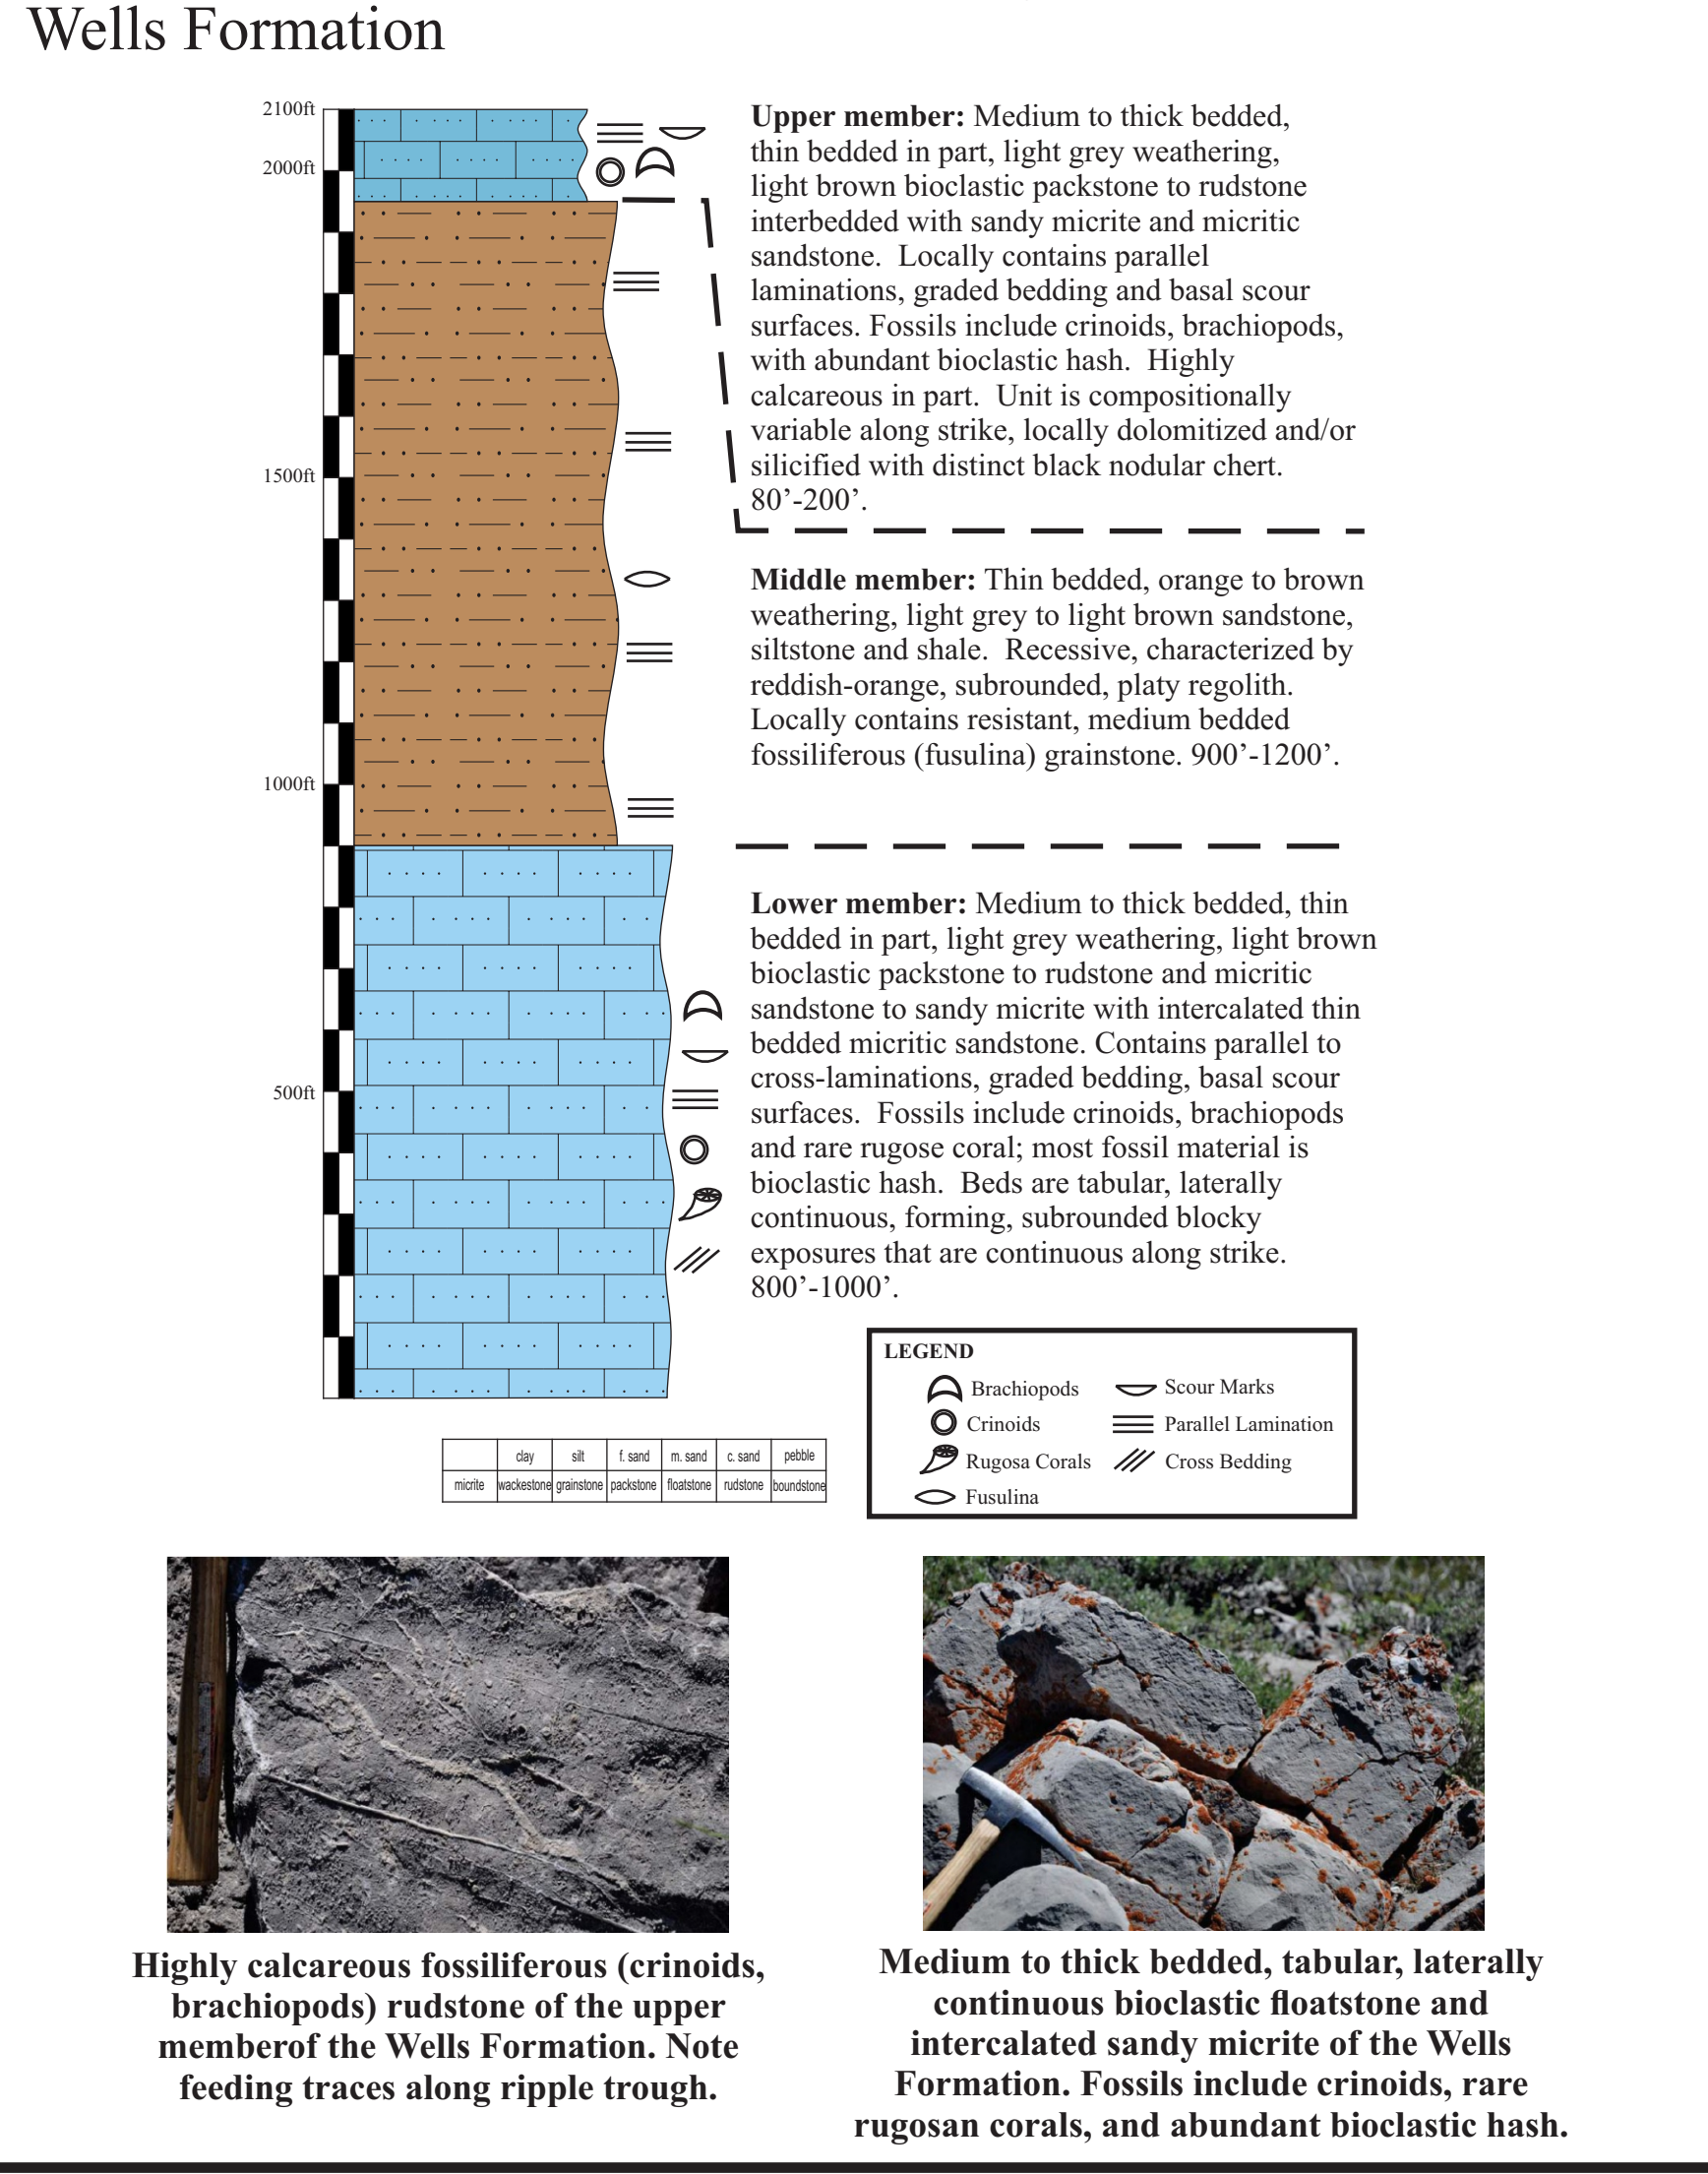 Wells Formation
2100ft
2000ft
1500ft
1000ft
500ft
Upper member: Medium to thick bedded,
thin bedded in part, light grey weathering,
light brown bioclastic packstone to rudstone
interbedded with sandy micrite and micritic
sandstone.  Locally contains parallel
laminations, graded bedding and basal scour
surfaces. Fossils include crinoids, brachiopods,
with abundant bioclastic hash.  Highly
calcareous in part.  Unit is compositionally
variable along strike, locally dolomitized and/or
silicified with distinct black nodular chert.
80’-200’.
Middle member: Thin bedded, orange to brown
weathering, light grey to light brown sandstone,
siltstone and shale.  Recessive, characterized by
reddish-orange, subrounded, platy regolith.
Locally contains resistant, medium bedded
fossiliferous (fusulina) grainstone. 900’-1200’.
Lower member: Medium to thick bedded, thin
bedded in part, light grey weathering, light brown
bioclastic packstone to rudstone and micritic
sandstone to sandy micrite with intercalated thin
bedded micritic sandstone. Contains parallel to
cross-laminations, graded bedding, basal scour
surfaces.  Fossils include crinoids, brachiopods
and rare rugose coral; most fossil material is
bioclastic hash.  Beds are tabular, laterally
continuous, forming, subrounded blocky
exposures that are continuous along strike.
800’-1000’.
LEGEND
Brachiopods Scour Marks
Crinoids Parallel Lamination
Rugosa Corals Cross Bedding
Fusulina
clay silt f. sand m. sand c. sand pebble
micrite wackestone grainstone packstone floatstone rudstone boundstone
Highly calcareous fossiliferous (crinoids,
brachiopods) rudstone of the upper
memberof the Wells Formation. Note
feeding traces along ripple trough.
Medium to thick bedded, tabular, laterally
continuous bioclastic floatstone and
intercalated sandy micrite of the Wells
Formation. Fossils include crinoids, rare
rugosan corals, and abundant bioclastic hash.